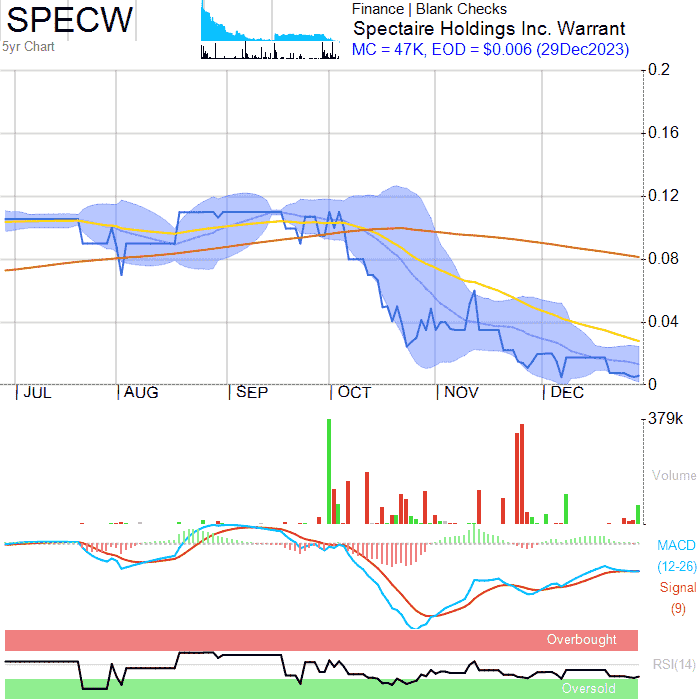 SPECW
5yr Chart
Finance | Blank Checks
Spectaire Holdings Inc. Warrant
MC = 47K, EOD = $0.006 (29Dec2023)
0.2
0.16
0.12
0.08
0.04
0
| JUL | AUG | SEP | OCT | NOV | DEC
379k
Volume
MACD
(12-26)
Signal
(9)
Overbought
RSI(14)
Oversold